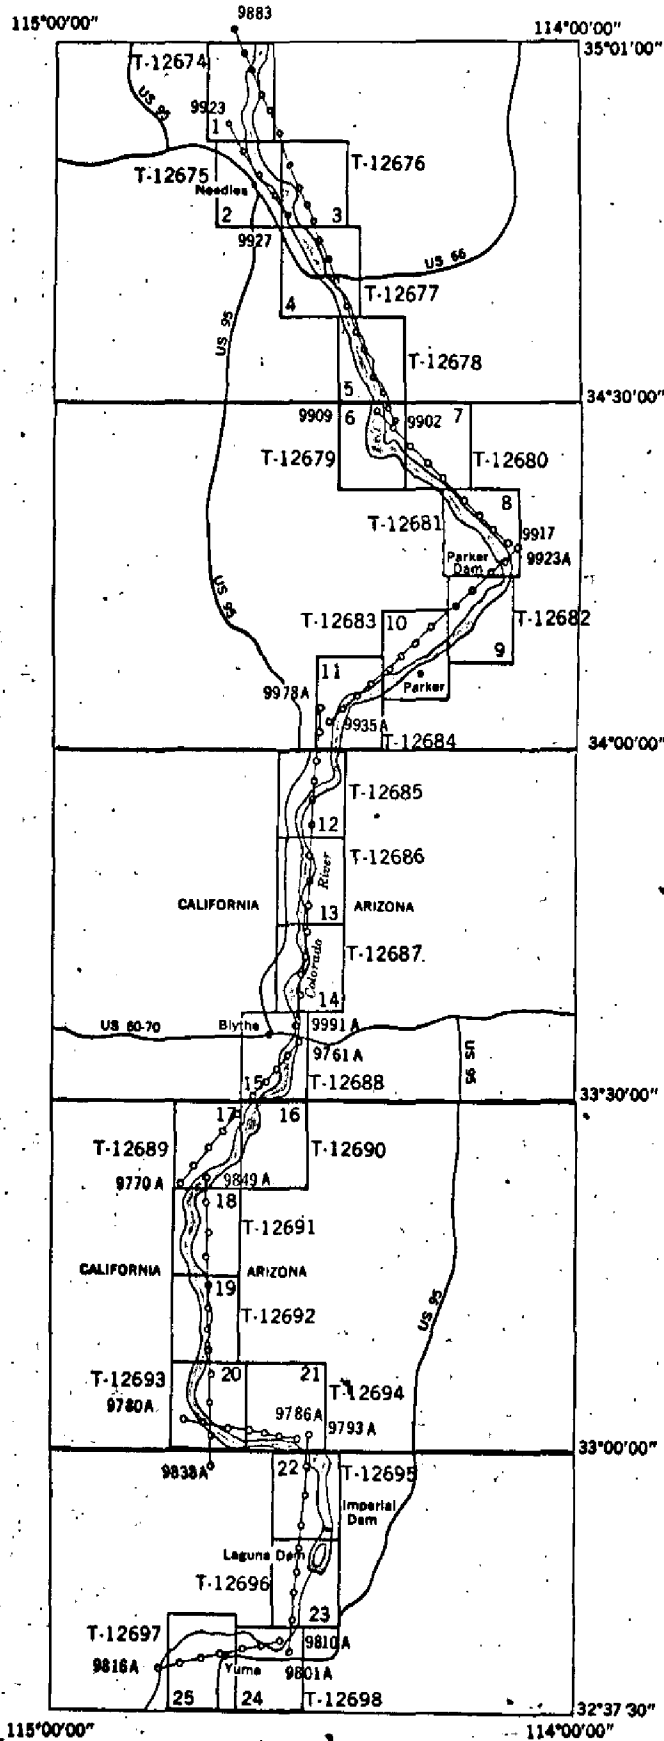 9883
115°00'00"
114°00'00"
35°01'00"
T-12674
US 95
9923
1
T-12675
T-12676
Needles
2
3
9927
US 66
4
T-12677
US 95
T-12678
5
34°30'00"
9909
6
9902
7
T-12679
T-12680
8
T-12681
9917
Parker
Dam
9923A
US 95
T-12683
10
T-12682
9
11
Parker
9978A
9935A
T-12684
34°00'00"
T-12685
12
T-12686
River
CALIFORNIA
13
ARIZONA
T-12687
Colorado
14
US 60-70
Blythe
9991A
9761A
US 95
15
T-12688
33°30'00"
17
16
T-12689
T-12690
9770A
9849A
18
T-12691
CALIFORNIA
ARIZONA
19
T-12692
US 95
T-12693
20
21
T-12694
9780A
9786A
9793A
33°00'00"
9838A
22
T-12695
Imperial
Dam
Laguna Dam
T-12696
23
T-12697
9810A
9816A
Yuma
9801A
25
24
T-12698
32°37'30"
115°00'00"
114°00'00"